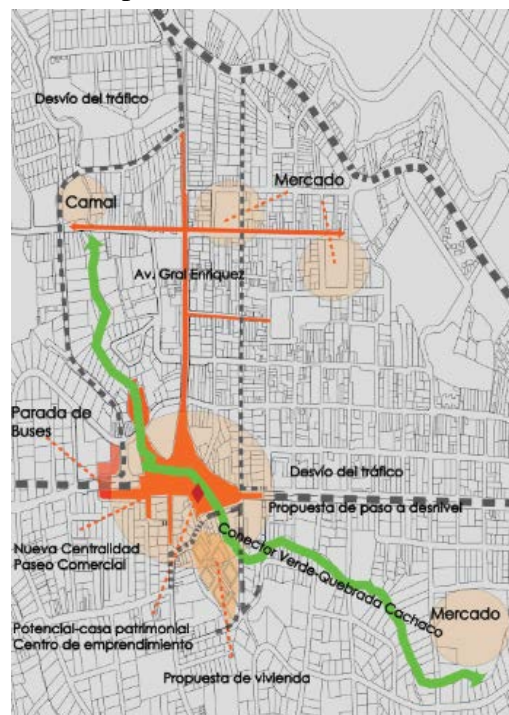 Desvío del tráfico
Camal
Mercado
Av. Gral Enriquez
Parada de
Buses
Desvío del tráfico
Propuesta de paso a desnivel
Nueva Centralidad
Paseo Comercial
Conector Verde-Quebrada Cachaco
Mercado
Potencial-casa patrimonial
Centro de emprendimiento
Propuesta de vivienda